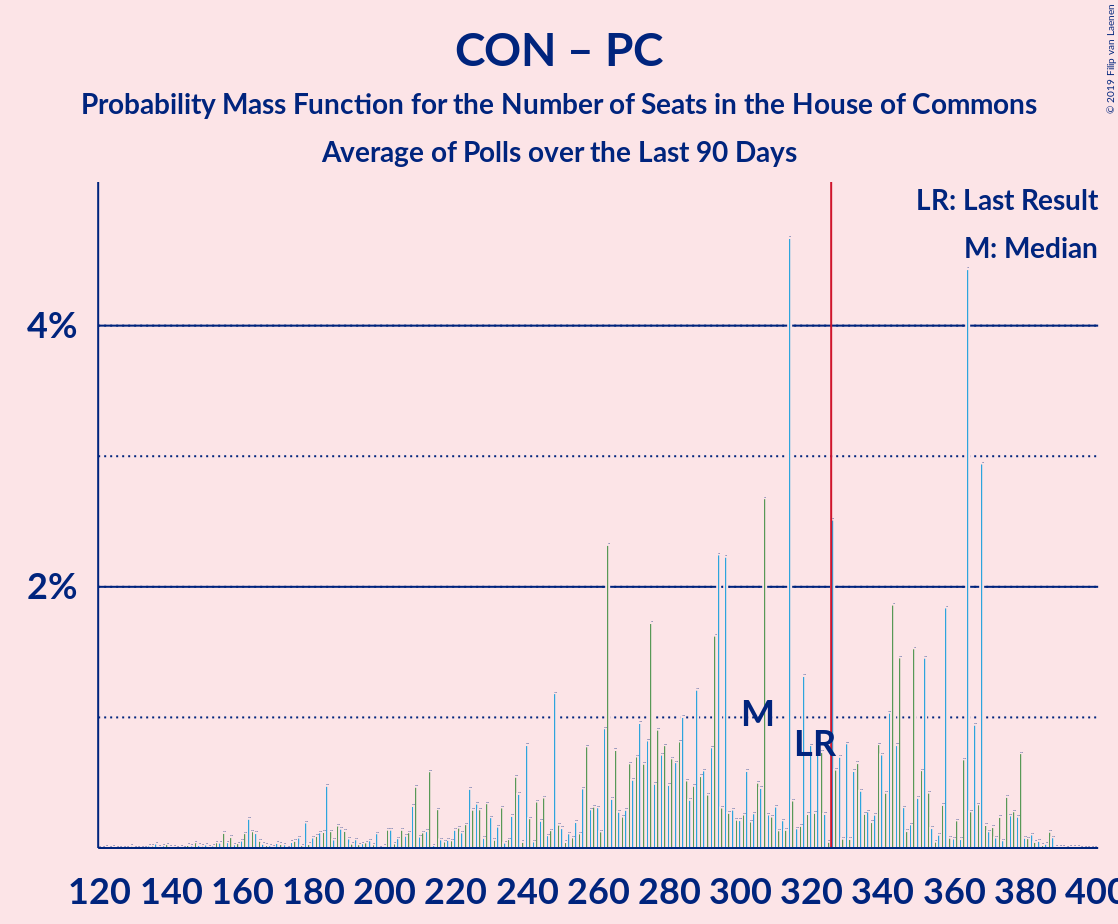 CON – PC
Probability Mass Function for the Number of Seats in the House of Commons
Average of Polls over the Last 90 Days
© 2019 Filip van Laenen
LR: Last Result
M: Median
4%
2%
M
LR
120 140 160 180 200 220 240 260 280 300 320 340 360 380 400